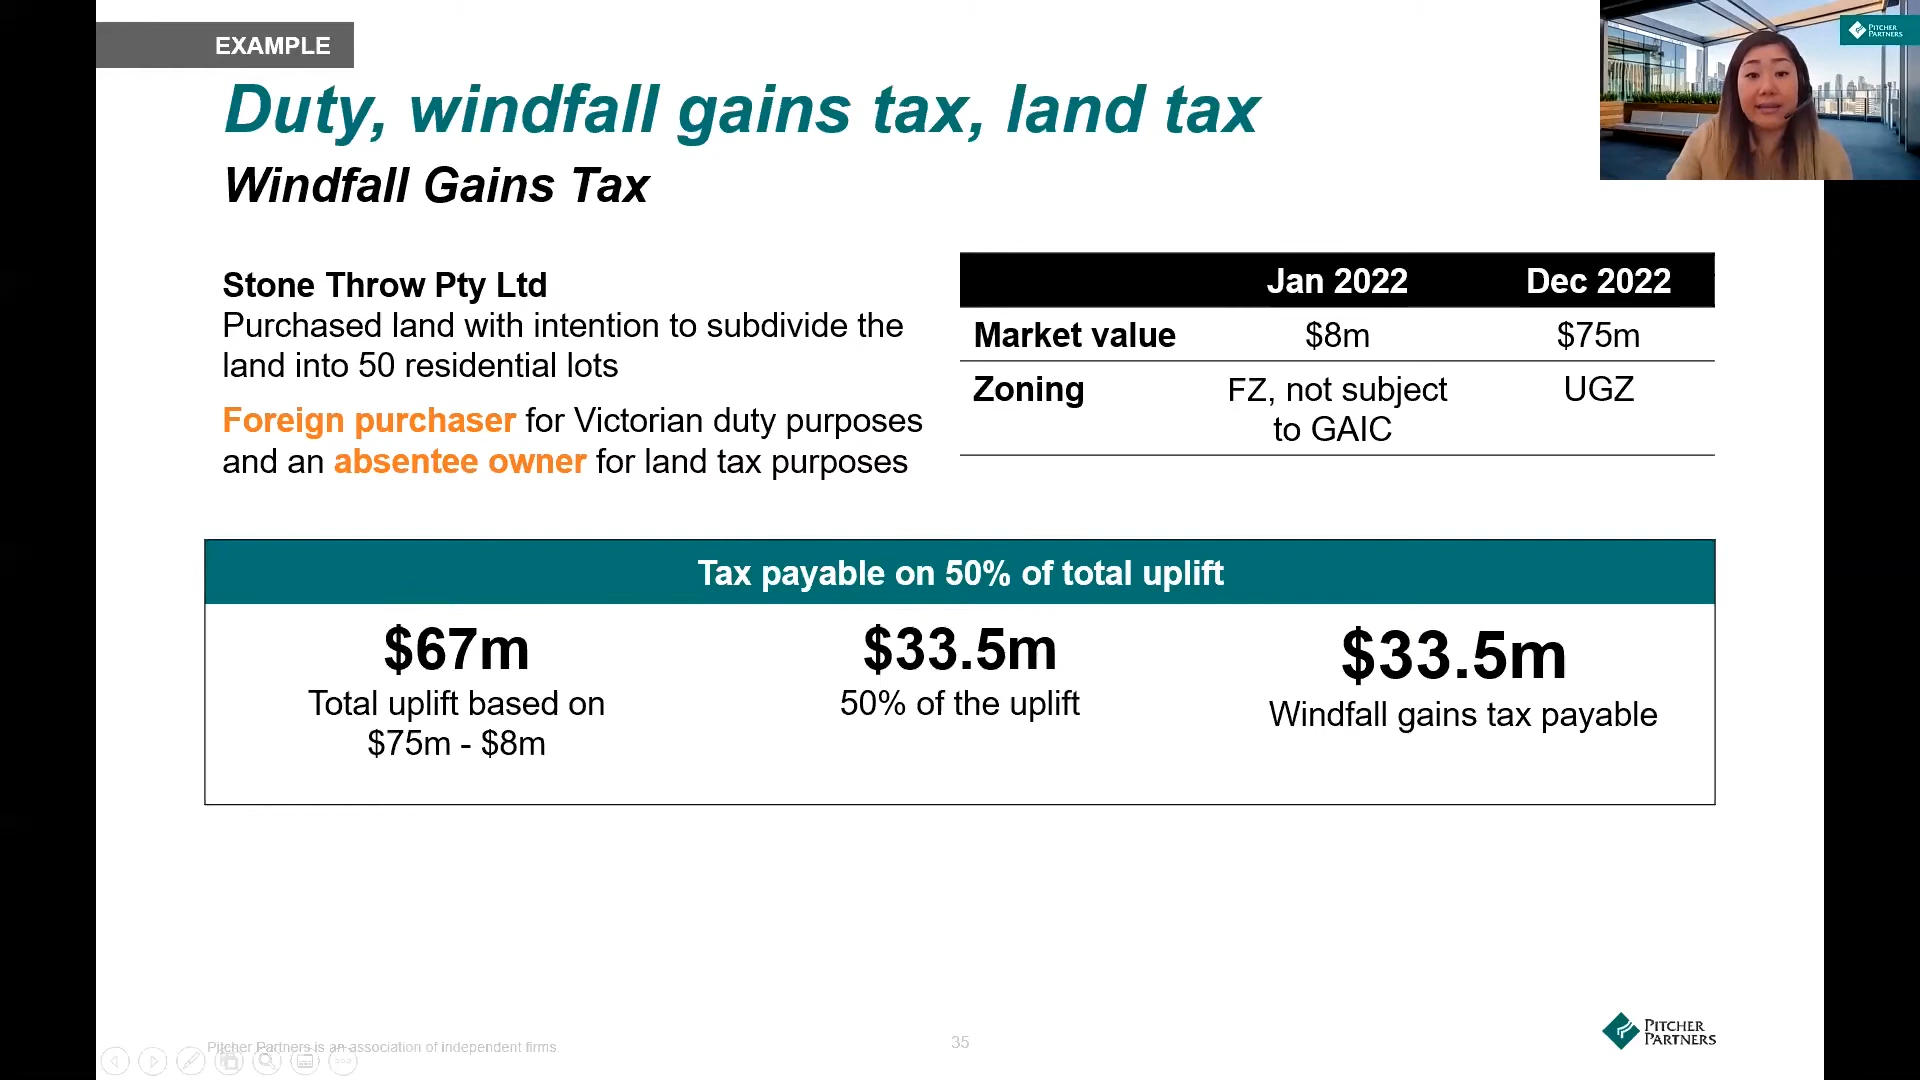 EXAMPLE
PITCHER
PARTNERS
Duty, windfall gains tax, land tax
Windfall Gains Tax
Stone Throw Pty Ltd
Purchased land with intention to subdivide the
land into 50 residential lots
Foreign purchaser for Victorian duty purposes
and an absentee owner for land tax purposes
Jan 2022 Dec 2022
Market value $8m $75m
Zoning FZ, not subject UGZ
to GAIC
Tax payable on 50% of total uplift
$67m $33.5m $33.5m
Total uplift based on 50% of the uplift Windfall gains tax payable
$75m - $8m
Pitcher Partners is an association of independent firms
35
PITCHER
PARTNERS